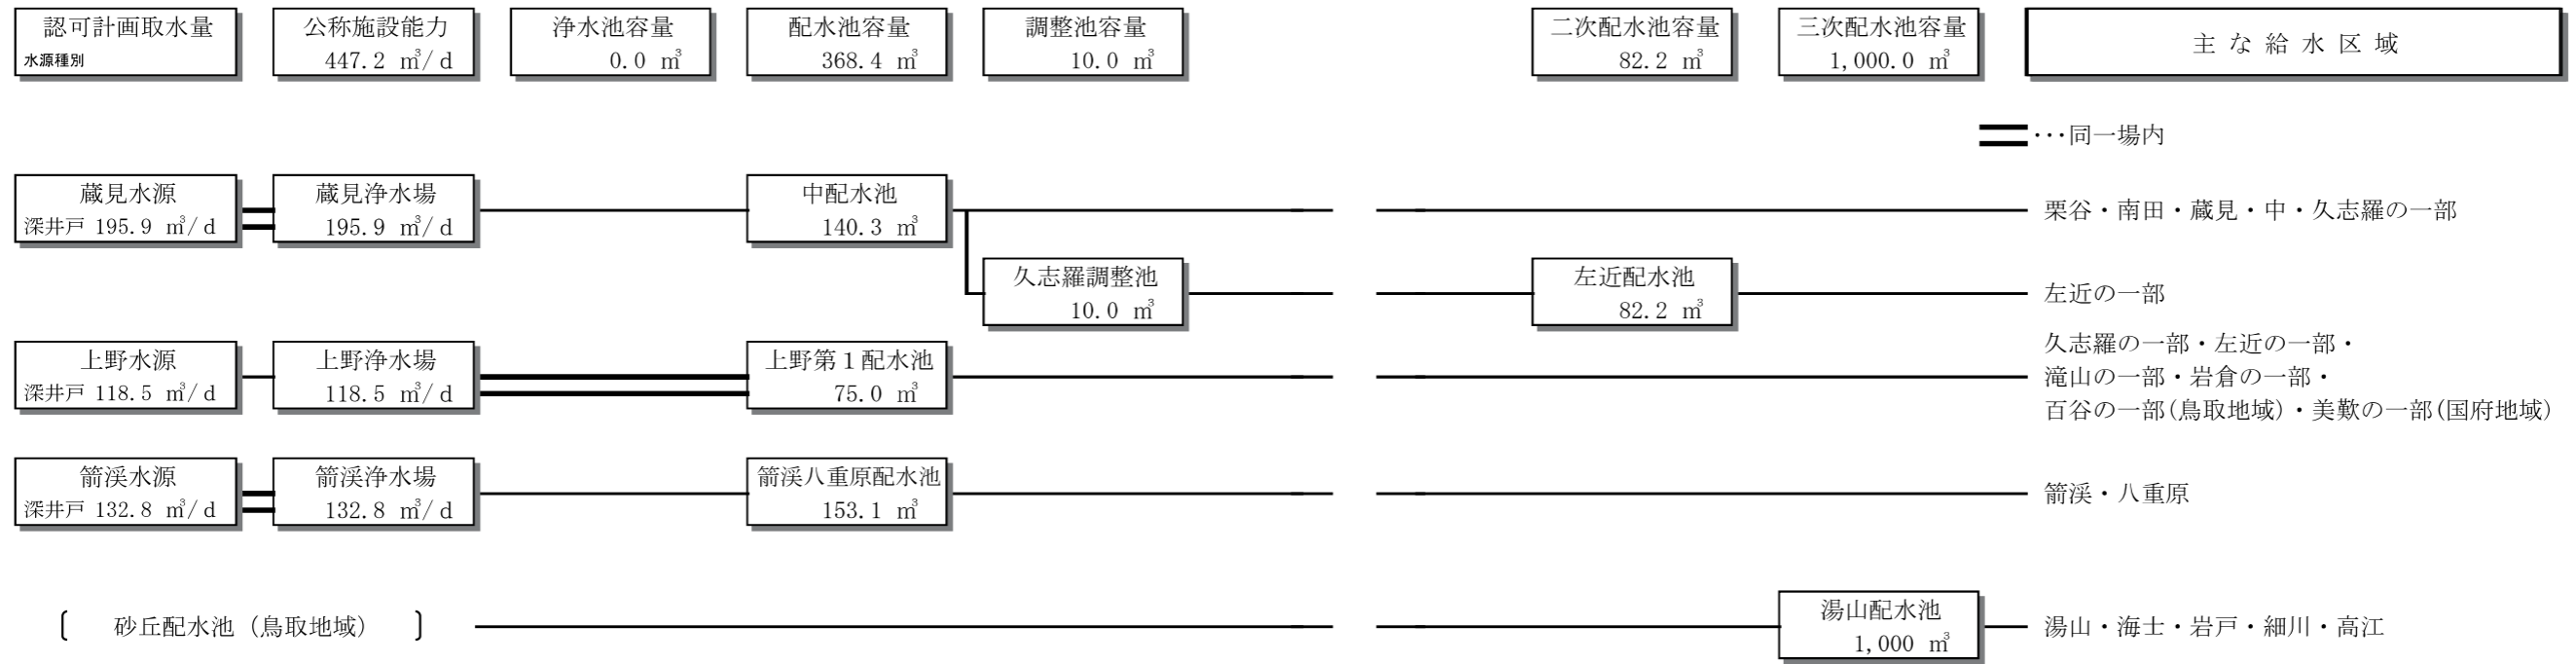 認可計画取水量
水源種別
公称施設能力
447.2 ㎥/d
浄水池容量
0.0 ㎥
配水池容量
368.4 ㎥
調整池容量
10.0 ㎥
二次配水池容量
82.2 ㎥
三次配水池容量
1,000.0 ㎥
主な給水区域
・・・同一場内
蔵見水源
深井戸 195.9 ㎥/d
蔵見浄水場
195.9 ㎥/d
中配水池
140.3 ㎥
栗谷・南田・蔵見・中・久志羅の一部
久志羅調整池
10.0 ㎥
左近配水池
82.2 ㎥
左近の一部
上野水源
深井戸 118.5 ㎥/d
上野浄水場
118.5 ㎥/d
上野第1配水池
75.0 ㎥
久志羅の一部・左近の一部・
滝山の一部・岩倉の一部・
百谷の一部(鳥取地域)・美歎の一部(国府地域)
箭渓水源
深井戸 132.8 ㎥/d
箭渓浄水場
132.8 ㎥/d
箭渓八重原配水池
153.1 ㎥
箭渓・八重原
〔 砂丘配水池(鳥取地域) 〕
湯山配水池
1,000 ㎥
湯山・海士・岩戸・細川・高江